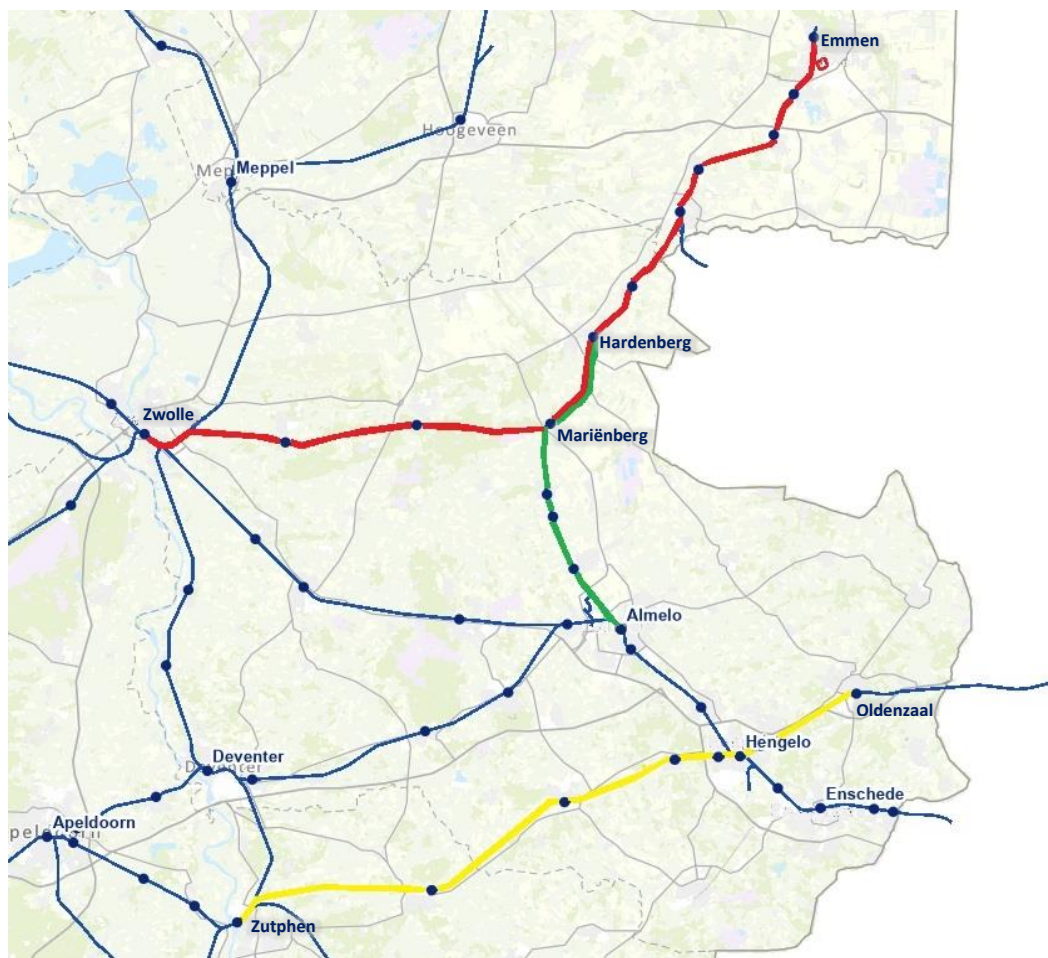 Emmen
Hoogeveen
Meppel
Hardenberg
Zwolle
Mariënberg
Almelo
Oldenzaal
Hengelo
Deventer
Enschede
Apeldoorn
Zutphen